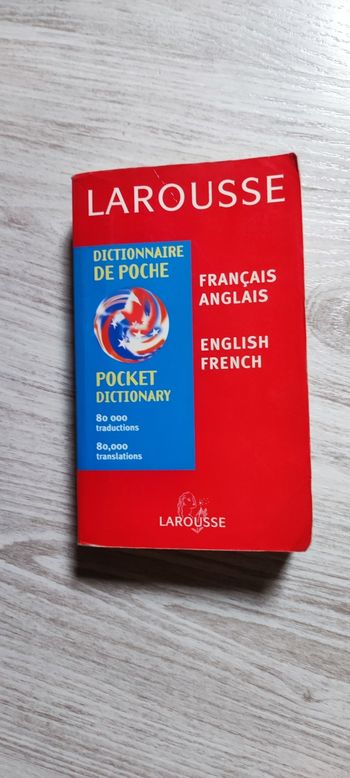 LAROUSSE
DICTIONNAIRE
DE POCHE
FRANÇAIS
ANGLAIS
ENGLISH
FRENCH
POCKET
DICTIONARY
80 000
traductions
80,000
translations
LAROUSSE